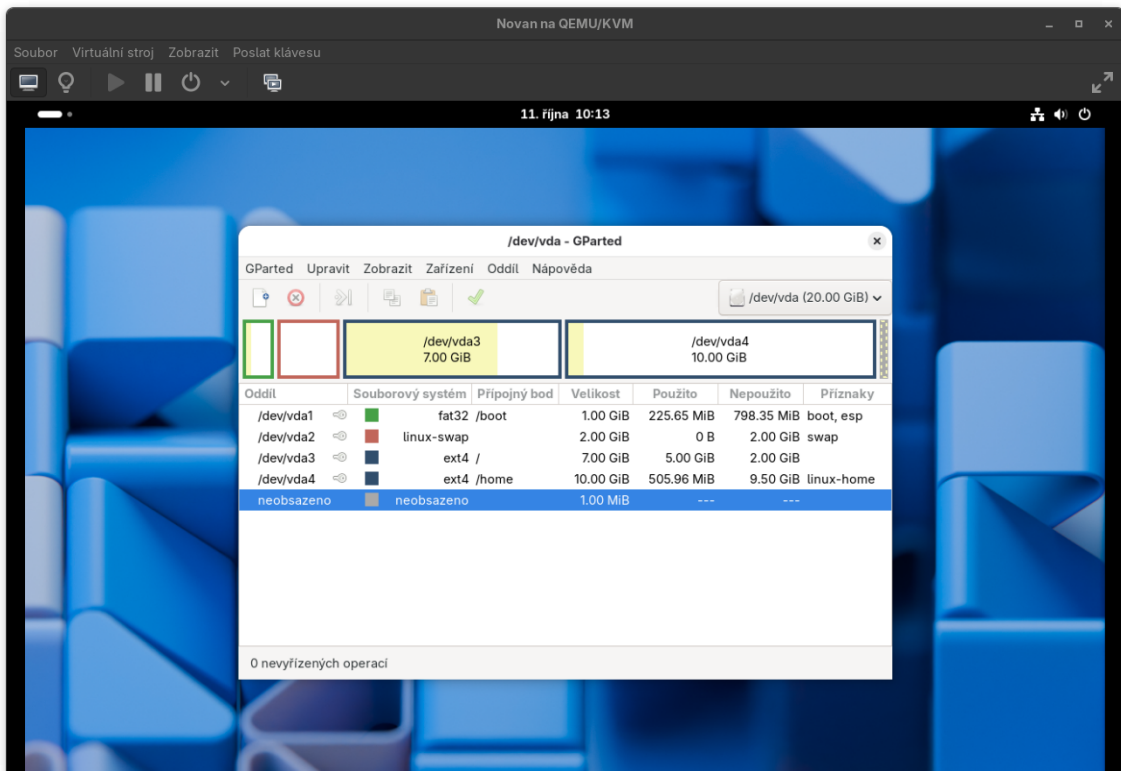 Novan na QEMU/KVM
Soubor Virtuální stroj Zobrazit Poslat klávesu
11. října 10:13
/dev/vda - GParted
GParted Upravit Zobrazit Zařízení Oddíl Nápověda
/dev/vda (20.00 GiB)
/dev/vda3
7.00 GiB
/dev/vda4
10.00 GiB
Oddíl Souborový systém Přípojný bod Velikost Použito Nepoužito Příznaky
/dev/vda1 fat32 /boot 1.00 GiB 225.65 MiB 798.35 MiB boot, esp
/dev/vda2 linux-swap 2.00 GiB 0 B 2.00 GiB swap
/dev/vda3 ext4 / 7.00 GiB 5.00 GiB 2.00 GiB
/dev/vda4 ext4 /home 10.00 GiB 505.96 MiB 9.50 GiB linux-home
neobsazeno neobsazeno 1.00 MiB --- ---
0 nevyřízených operací